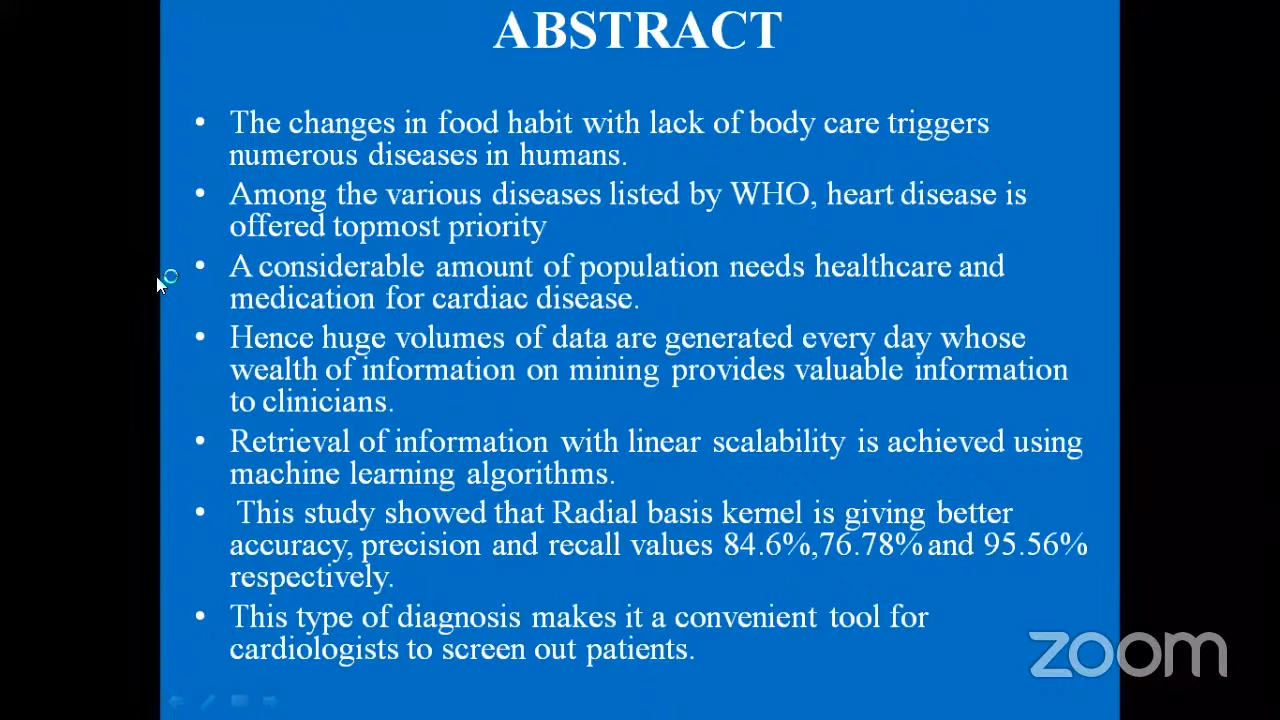 ABSTRACT
• The changes in food habit with lack of body care triggers
numerous diseases in humans.
• Among the various diseases listed by WHO, heart disease is
offered topmost priority
• A considerable amount of population needs healthcare and
medication for cardiac disease.
• Hence huge volumes of data are generated every day whose
wealth of information on mining provides valuable information
to clinicians.
• Retrieval of information with linear scalability is achieved using
machine learning algorithms.
• This study showed that Radial basis kernel is giving better
accuracy, precision and recall values 84.6%,76.78% and 95.56%
respectively.
• This type of diagnosis makes it a convenient tool for
cardiologists to screen out patients.
zoom